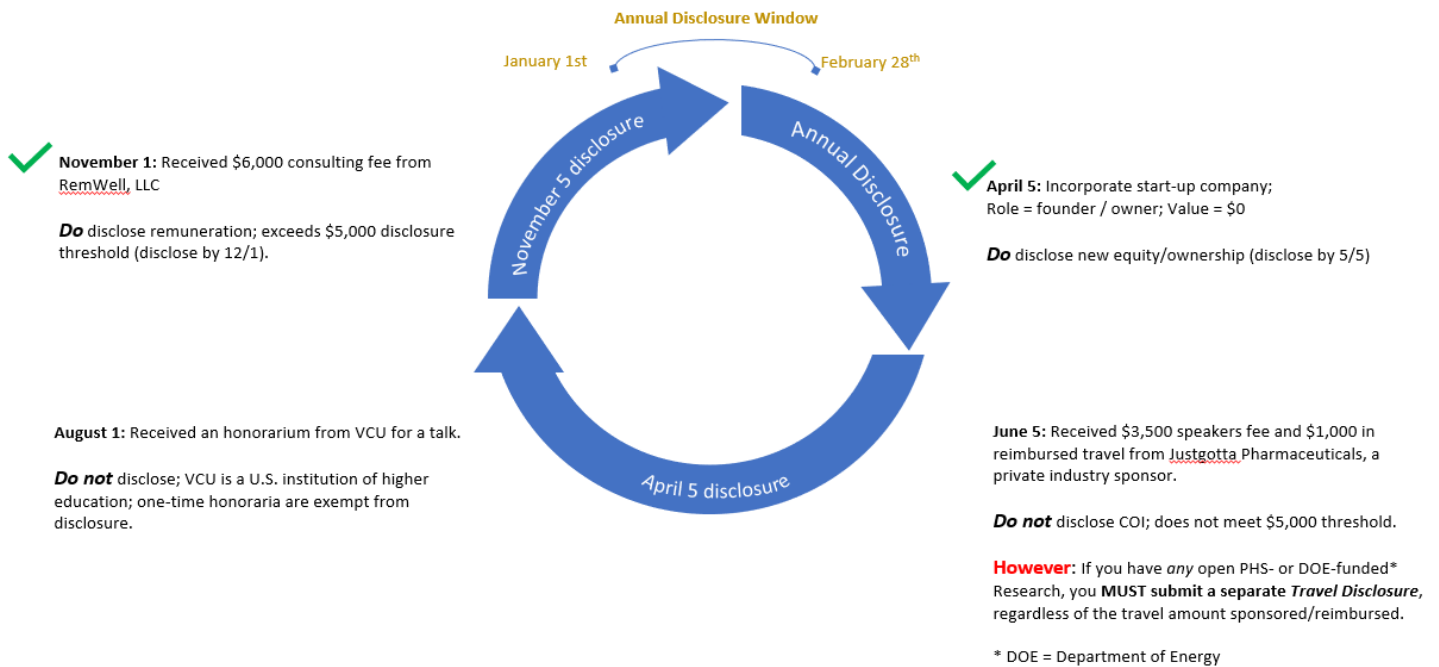 Annual Disclosure Window
January 1st
February 28th
November 5 disclosure
Annual Disclosure
April 5 disclosure
November 1: Received $6,000 consulting fee from
RemWell, LLC
Do disclose remuneration; exceeds $5,000 disclosure
threshold (disclose by 12/1).
April 5: Incorporate start-up company;
Role = founder / owner; Value = $0
Do disclose new equity/ownership (disclose by 5/5)
August 1: Received an honorarium from VCU for a talk.
Do not disclose; VCU is a U.S. institution of higher
education; one-time honoraria are exempt from
disclosure.
June 5: Received $3,500 speakers fee and $1,000 in
reimbursed travel from Justgotta Pharmaceuticals, a
private industry sponsor.
Do not disclose COI; does not meet $5,000 threshold.
However: If you have any open PHS- or DOE-funded*
Research, you MUST submit a separate Travel Disclosure,
regardless of the travel amount sponsored/reimbursed.
* DOE = Department of Energy